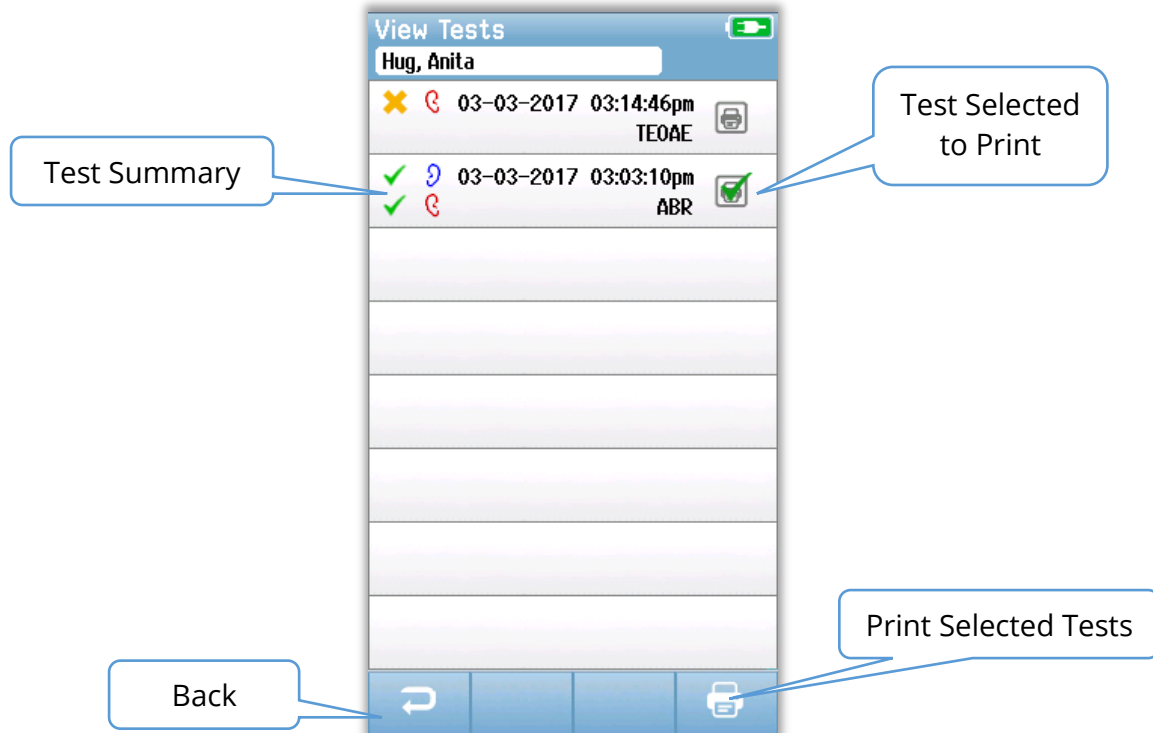 View Tests
Hug, Anita
03-03-2017 03:14:46pm
TEOAE
Test Selected
to Print
Test Summary
03-03-2017 03:03:10pm
ABR
Print Selected Tests
Back